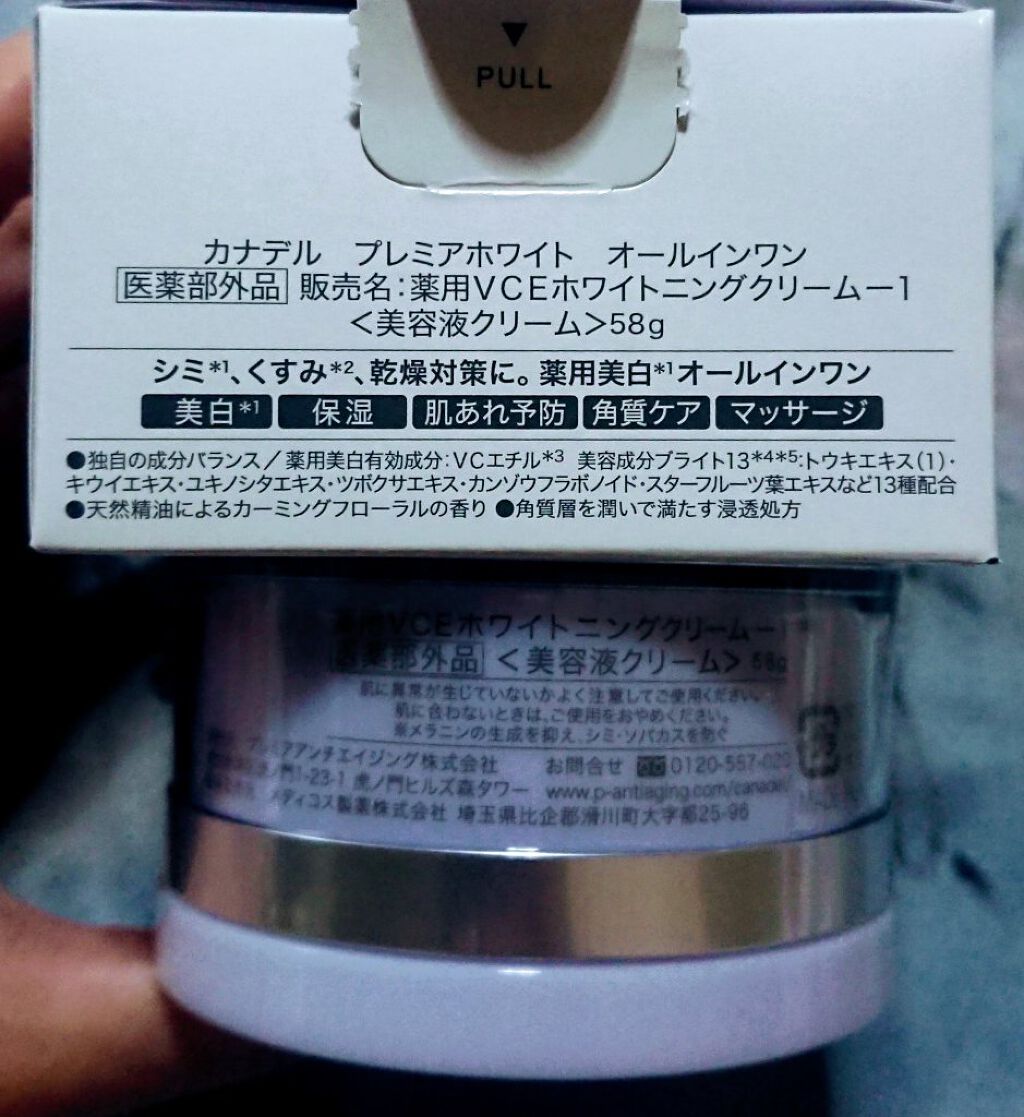 PULL
カナデル プレミアホワイト オールインワン
医薬部外品 販売名:薬用VCEホワイトニングクリームー1
<美容液クリーム>58g
シミ*1、くすみ*2、乾燥対策に。薬用美白*1オールインワン
美白*1 保湿 肌あれ予防 角質ケア マッサージ
●独自の成分バランス/薬用美白有効成分:VCエチル*3 美容成分ブライト13*4*5:トウキエキス(1)・
キウイエキス・ユキノシタエキス・ツボクサエキス・カンゾウフラボノイド・スターフルーツ葉エキスなど13種配合
●天然精油によるカーミングフローラルの香り ●角質層を潤いで満たす浸透処方
薬用VCEホワイトニングクリームー1
医薬部外品 <美容液クリーム> 58g
肌に異常が生じていないかよく注意してご使用ください。
肌に合わないときは、ご使用をおやめください。
※メラニンの生成を抑え、シミ・ソバカスを防ぐ
プレミアアンチエイジング株式会社 お問合せ 0120-557-020
虎ノ門1-23-1 虎ノ門ヒルズ森タワー www.p-antiaging.com/canadel/
メディコス製薬株式会社 埼玉県比企郡滑川町大字都25-96